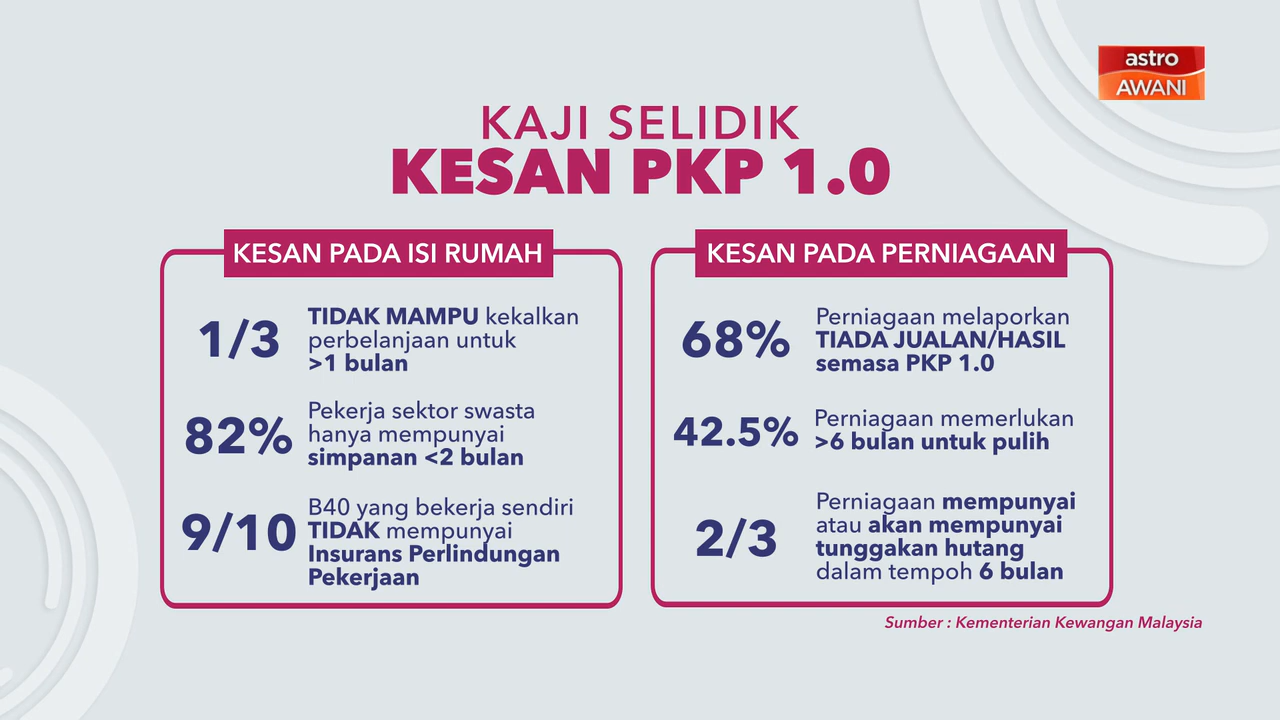 astro
AWANI
KAJI SELIDIK
KESAN PKP 1.0
KESAN PADA ISI RUMAH
1/3
TIDAK MAMPU kekalkan
perbelanjaan untuk
>1 bulan
82%
Pekerja sektor swasta
hanya mempunyai
simpanan <2 bulan
9/10
B40 yang bekerja sendiri
TIDAK mempunyai
Insurans Perlindungan
Pekerjaan
KESAN PADA PERNIAGAAN
68%
Perniagaan melaporkan
TIADA JUALAN/HASIL
semasa PKP 1.0
42.5%
Perniagaan memerlukan
>6 bulan untuk pulih
2/3
Perniagaan mempunyai
atau akan mempunyai
tunggakan hutang
dalam tempoh 6 bulan
Sumber : Kementerian Kewangan Malaysia